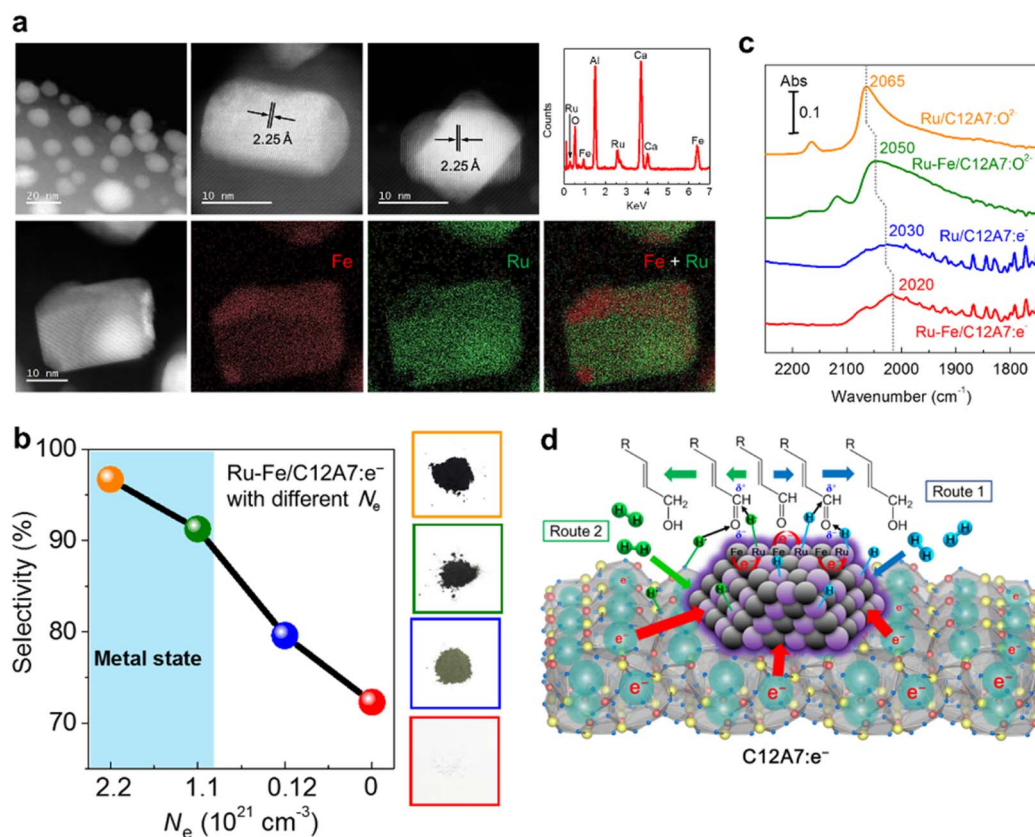 a
20 nm
2.25 Å
10 nm
2.25 Å
10 nm
Counts
Ru
O
Fe
Al
Ru
Ca
Ca
Fe
0 1 2 3 4 5 6 7
KeV
10 nm
Fe
Ru
Fe + Ru
b
Selectivity (%)
100
90
80
70
Ru-Fe/C12A7:e⁻
with different Nₑ
Metal state
2.2 1.1 0.12 0
Nₑ (10²¹ cm⁻³)
c
Abs
0.1
2065
Ru/C12A7:O²⁻
2050
Ru-Fe/C12A7:O²⁻
2030
Ru/C12A7:e⁻
2020
Ru-Fe/C12A7:e⁻
2200 2100 2000 1900 1800
Wavenumber (cm⁻¹)
d
R R R R R
CH₂ δ⁺ CH CH δ⁺ CH CH₂
OH O δ⁻ O δ⁻ O OH
Route 1
Route 2
H H H H H H H H
Fe Ru Fe Ru Fe Ru
e⁻ e⁻ e⁻
e⁻ e⁻ e⁻ e⁻ e⁻
C12A7:e⁻